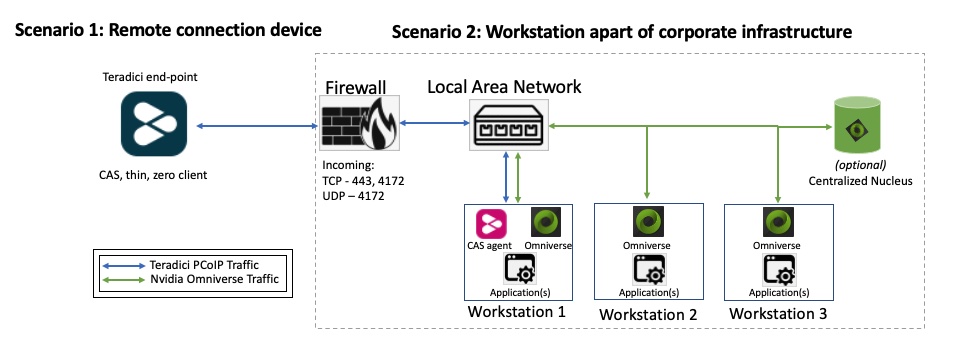 Scenario 1: Remote connection device
Scenario 2: Workstation apart of corporate infrastructure
Teradici end-point
CAS, thin, zero client
Firewall
Incoming:
TCP - 443, 4172
UDP – 4172
Local Area Network
(optional)
Centralized Nucleus
CAS agent
Omniverse
Application(s)
Workstation 1
Omniverse
Application(s)
Workstation 2
Omniverse
Application(s)
Workstation 3
Teradici PCoIP Traffic
Nvidia Omniverse Traffic